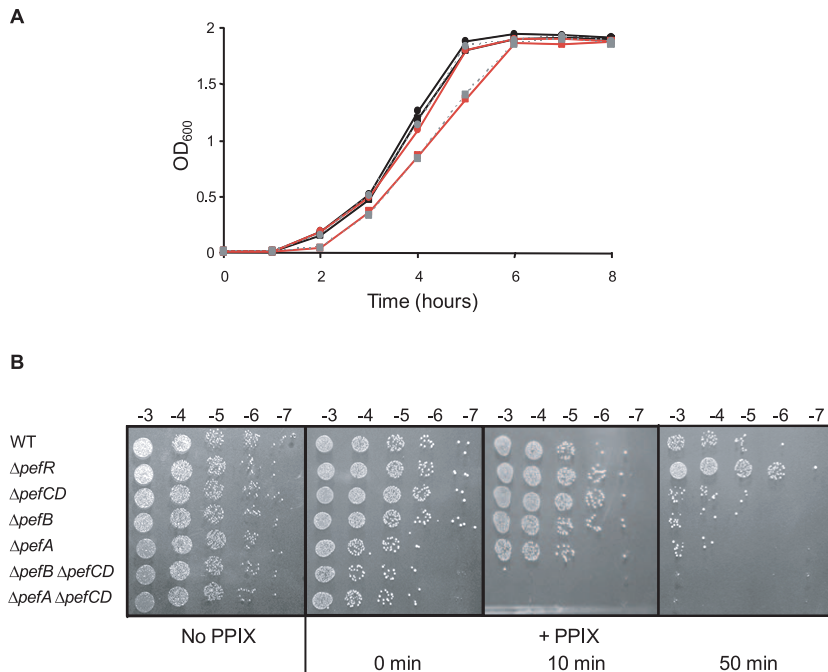 A
2
1.5
1
0.5
0
OD600
0 2 4 6 8
Time (hours)
B
-3 -4 -5 -6 -7 -3 -4 -5 -6 -7 -3 -4 -5 -6 -7 -3 -4 -5 -6 -7
WT
ΔpefR
ΔpefCD
ΔpefB
ΔpefA
ΔpefB ΔpefCD
ΔpefA ΔpefCD
No PPIX + PPIX
0 min 10 min 50 min